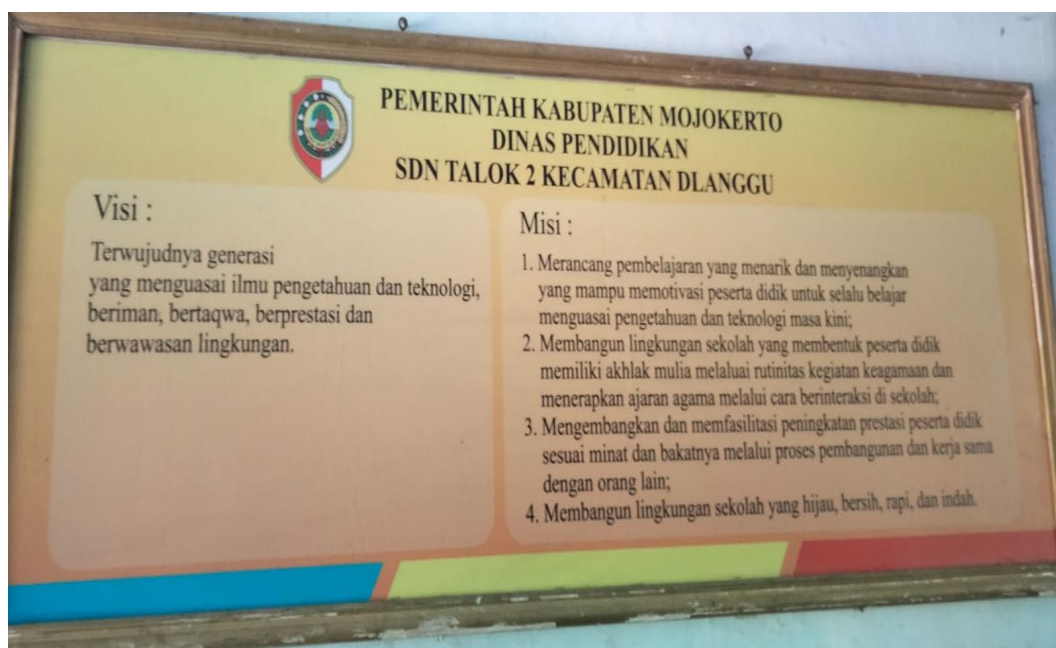 PEMERINTAH KABUPATEN MOJOKERTO
DINAS PENDIDIKAN
SDN TALOK 2 KECAMATAN DLANGGU
Visi :
Terwujudnya generasi
yang menguasai ilmu pengetahuan dan teknologi,
beriman, bertaqwa, berprestasi dan
berwawasan lingkungan.
Misi :
1. Merancang pembelajaran yang menarik dan menyenangkan
yang mampu memotivasi peserta didik untuk selalu belajar
menguasai pengetahuan dan teknologi masa kini;
2. Membangun lingkungan sekolah yang membentuk peserta didik
memiliki akhlak mulia melaluai rutinitas kegiatan keagamaan dan
menerapkan ajaran agama melalui cara berinteraksi di sekolah;
3. Mengembangkan dan memfasilitasi peningkatan prestasi peserta didik
sesuai minat dan bakatnya melalui proses pembangunan dan kerja sama
dengan orang lain;
4. Membangun lingkungan sekolah yang hijau, bersih, rapi, dan indah.